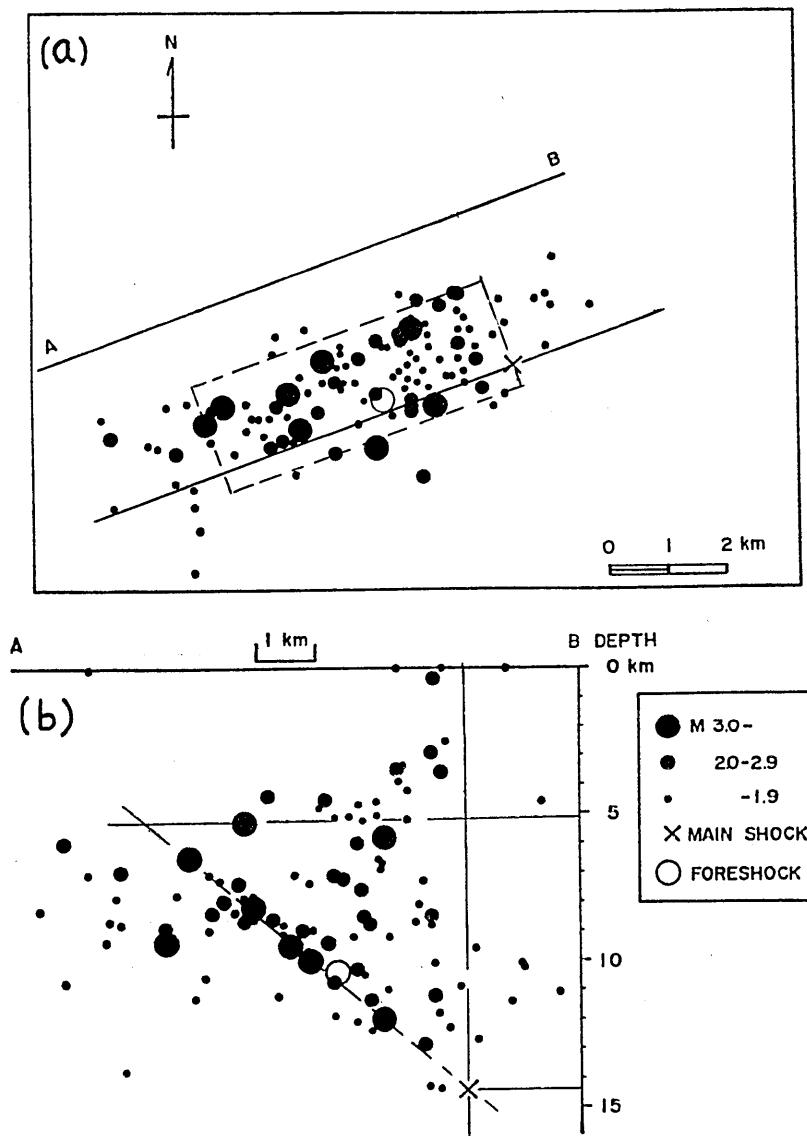 (a)
N
B
A
0 1 2 km
A
1 km
B DEPTH
0 km
(b)
M 3.0-
2.0-2.9
-1.9
MAIN SHOCK
FORESHOCK
5
10
15